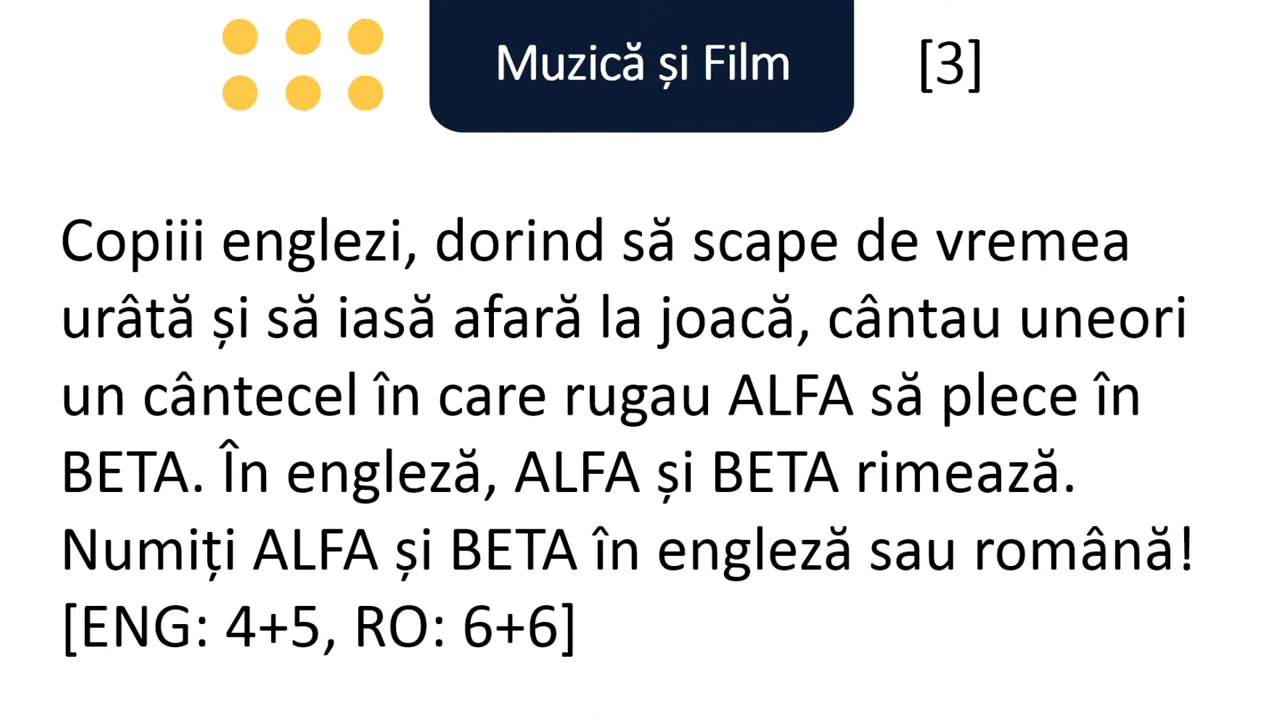 Muzică și Film
[3]
Copiii englezi, dorind să scape de vremea
urâtă și să iasă afară la joacă, cântau uneori
un cântecel în care rugau ALFA să plece în
BETA. În engleză, ALFA și BETA rimează.
Numiți ALFA și BETA în engleză sau română!
[ENG: 4+5, RO: 6+6]